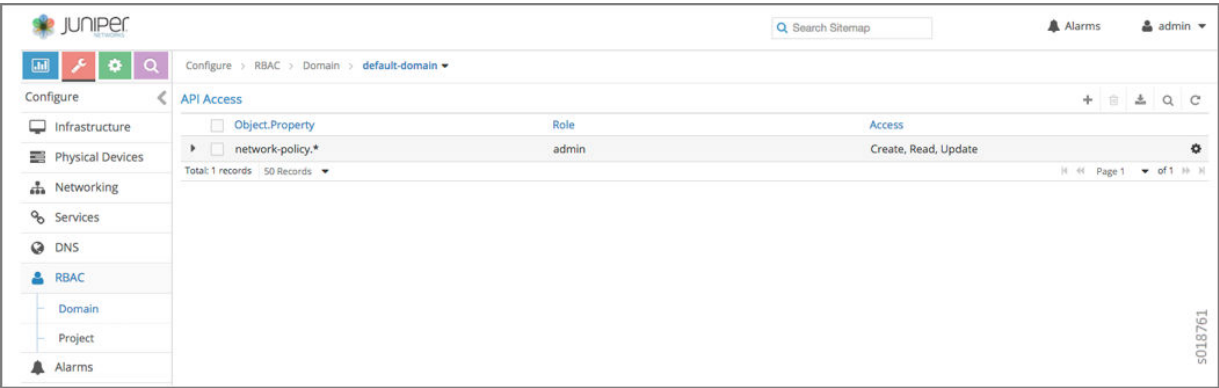 JUNIPER
NETWORKS
Search Sitemap
Alarms
admin
Configure > RBAC > Domain > default-domain
Configure
API Access
Object.Property Role Access
network-policy.* admin Create, Read, Update
Total: 1 records 50 Records
Page 1 of 1
Infrastructure
Physical Devices
Networking
Services
DNS
RBAC
Domain
Project
Alarms
s018761